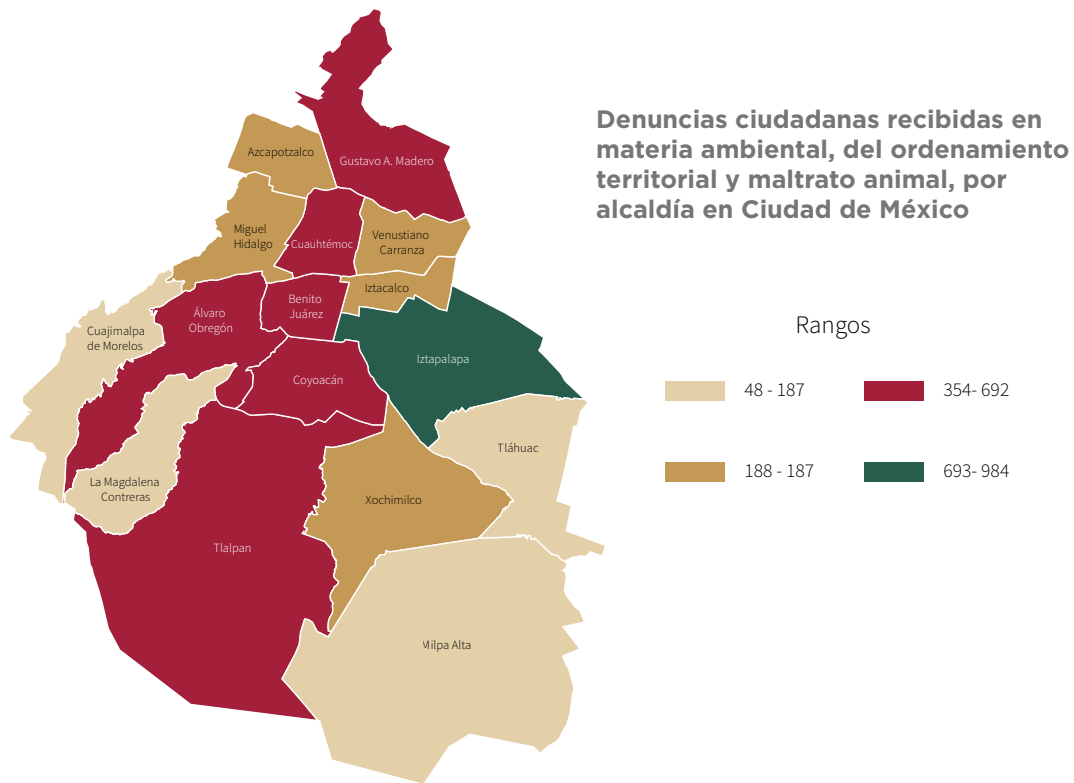 Denuncias ciudadanas recibidas en
materia ambiental, del ordenamiento
territorial y maltrato animal, por
alcaldía en Ciudad de México
Rangos
48 - 187
354- 692
188 - 187
693- 984
Gustavo A. Madero
Azcapotzalco
Miguel
Hidalgo
Cuauhtémoc
Venustiano
Carranza
Iztacalco
Benito
Juárez
Álvaro
Obregón
Cuajimalpa
de Morelos
Iztapalapa
Coyoacán
Tláhuac
La Magdalena
Contreras
Xochimilco
Tlalpan
Milpa Alta